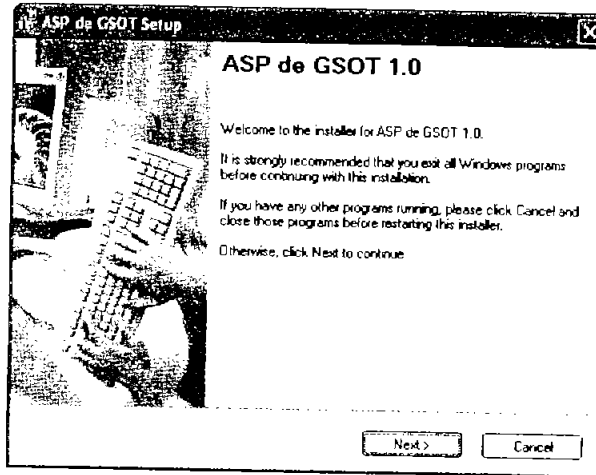 ASP de GSOT Setup
ASP de GSOT 1.0
Welcome to the installer for ASP de GSOT 1.0.
It is strongly recommended that you exit all Windows programs
before continuing with this installation.
If you have any other programs running, please click Cancel and
close those programs before restarting this installer.
Otherwise, click Next to continue
Next >
Cancel